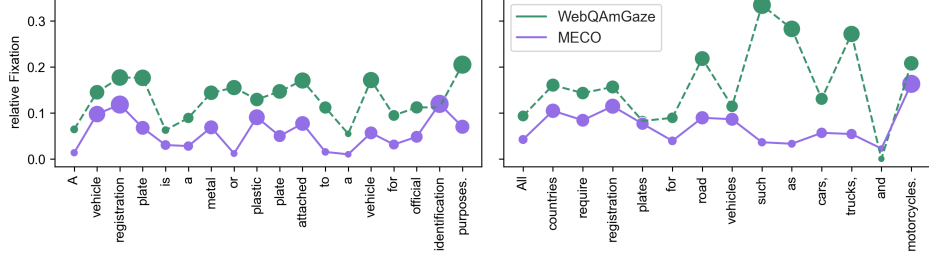 relative Fixation
0.3
0.2
0.1
0.0
A
vehicle
registration
plate
is
a
metal
or
plastic
plate
attached
to
a
vehicle
for
official
identification
purposes.
WebQAmGaze
MECO
All
countries
require
registration
plates
for
road
vehicles
such
as
cars,
trucks,
and
motorcycles.